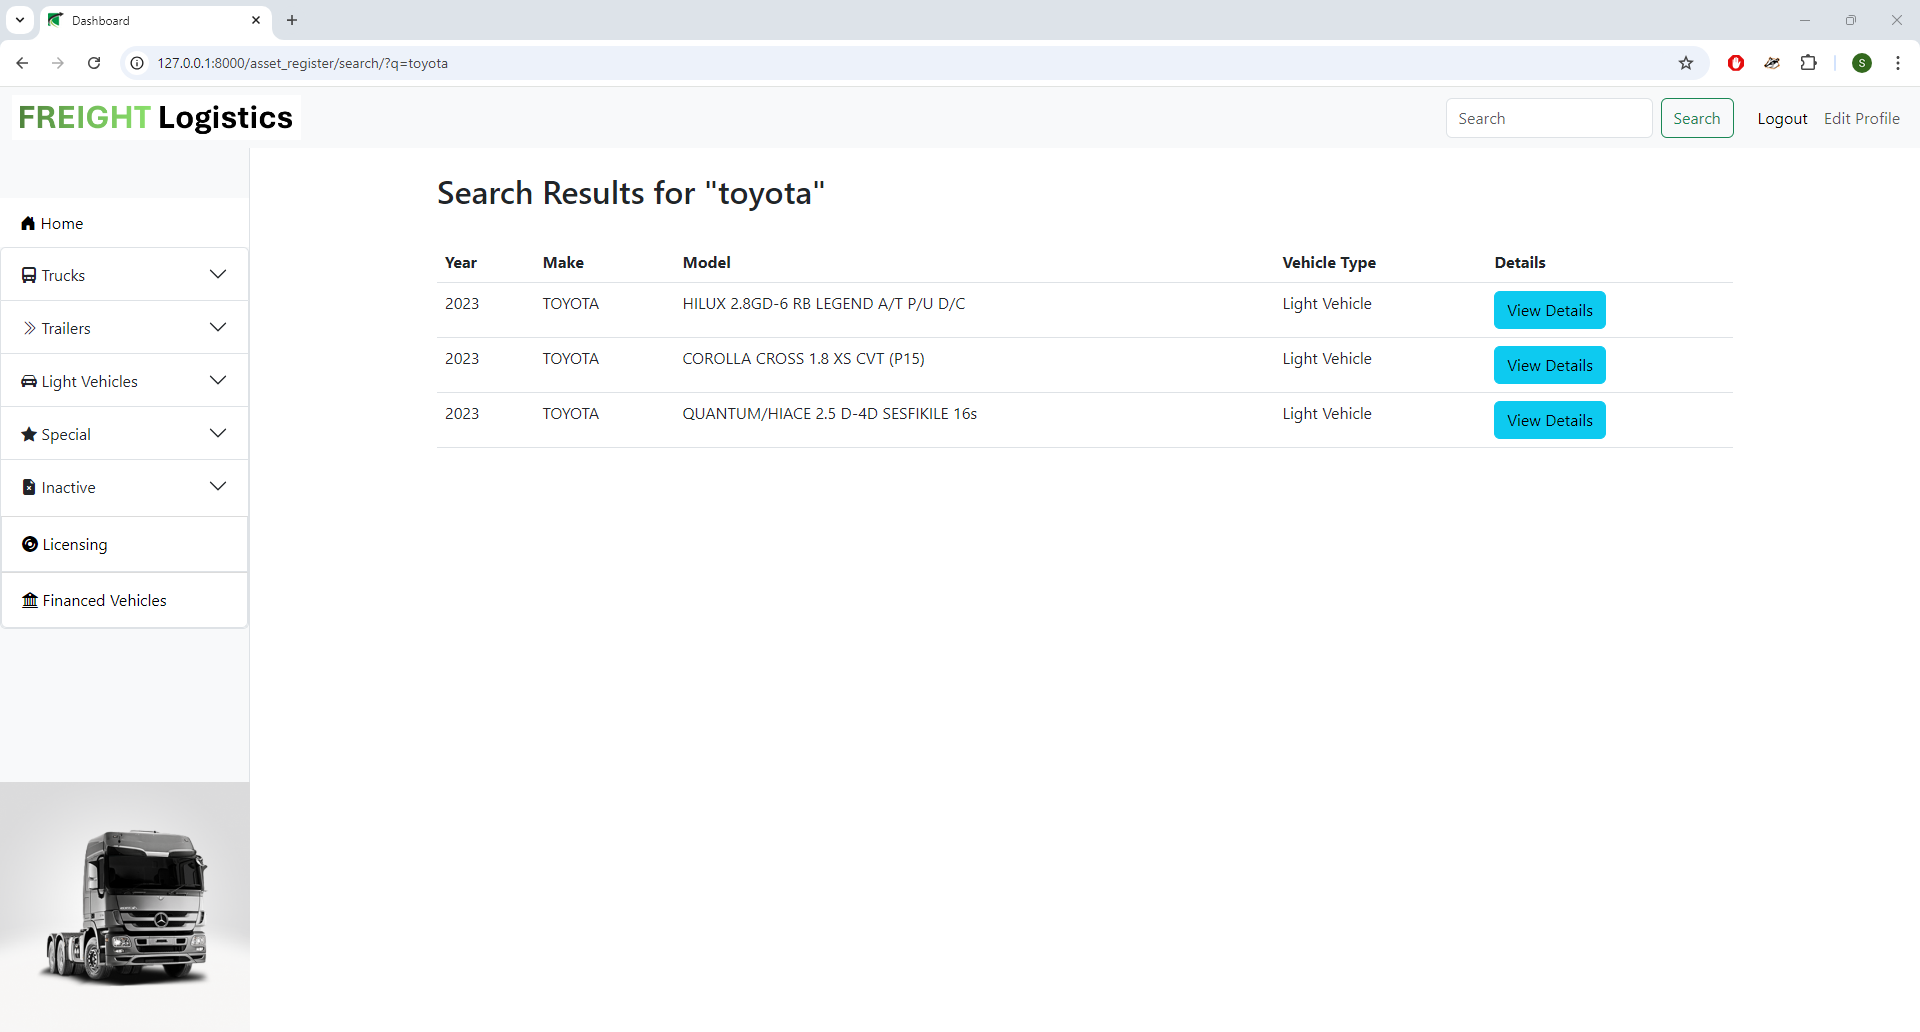 Dashboard
127.0.0.1:8000/asset_register/search/?q=toyota
S
FREIGHT Logistics
Search
Search
Logout
Edit Profile
Home
Trucks
Trailers
Light Vehicles
Special
Inactive
Licensing
Financed Vehicles
Search Results for "toyota"
Year Make Model Vehicle Type Details
2023 TOYOTA HILUX 2.8GD-6 RB LEGEND A/T P/U D/C Light Vehicle View Details
2023 TOYOTA COROLLA CROSS 1.8 XS CVT (P15) Light Vehicle View Details
2023 TOYOTA QUANTUM/HIACE 2.5 D-4D SESFIKILE 16s Light Vehicle View Details